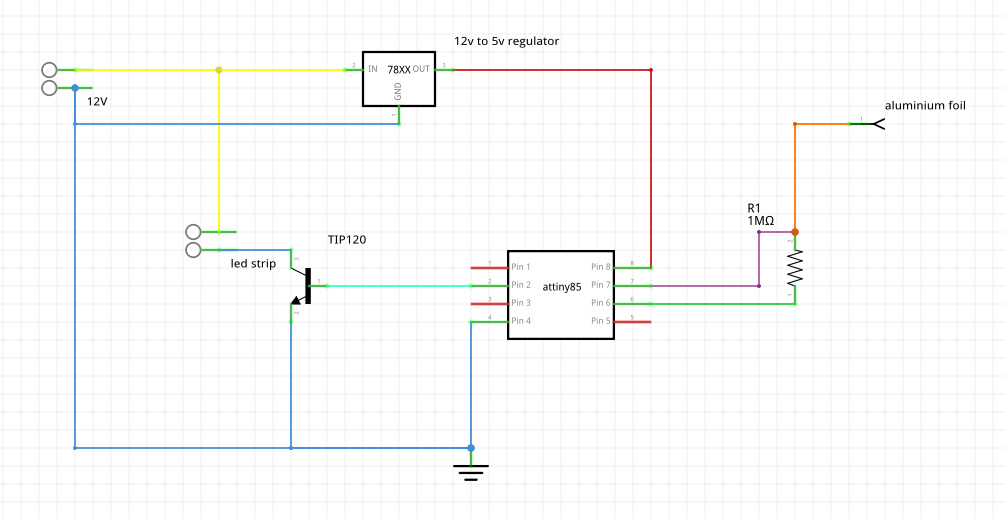 12v to 5v regulator
2
IN
78XX
OUT
3
GND
1
12V
aluminium foil
1
R1
1MΩ
TIP120
led strip
3
1
2
attiny85
1
Pin 1
2
Pin 2
3
Pin 3
4
Pin 4
Pin 8
8
Pin 7
7
Pin 6
6
Pin 5
5
2
1